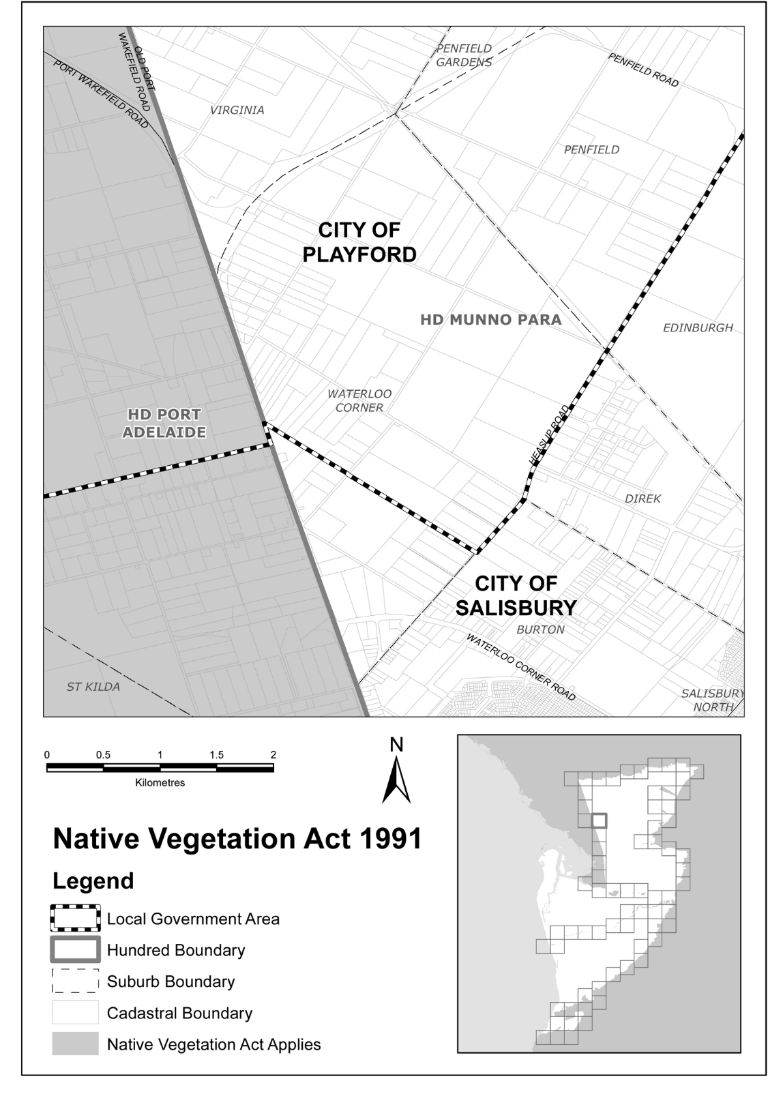 PENFIELD
GARDENS
OLD PORT
WAKEFIELD ROAD
PORT WAKEFIELD ROAD
PENFIELD ROAD
VIRGINIA
PENFIELD
CITY OF
PLAYFORD
HD MUNNO PARA
EDINBURGH
WATERLOO
CORNER
HD PORT
ADELAIDE
HEASLIP ROAD
DIREK
CITY OF
SALISBURY
BURTON
WATERLOO CORNER ROAD
ST KILDA
SALISBURY
NORTH
0 0.5 1 1.5 2
Kilometres
N
Native Vegetation Act 1991
Legend
Local Government Area
Hundred Boundary
Suburb Boundary
Cadastral Boundary
Native Vegetation Act Applies